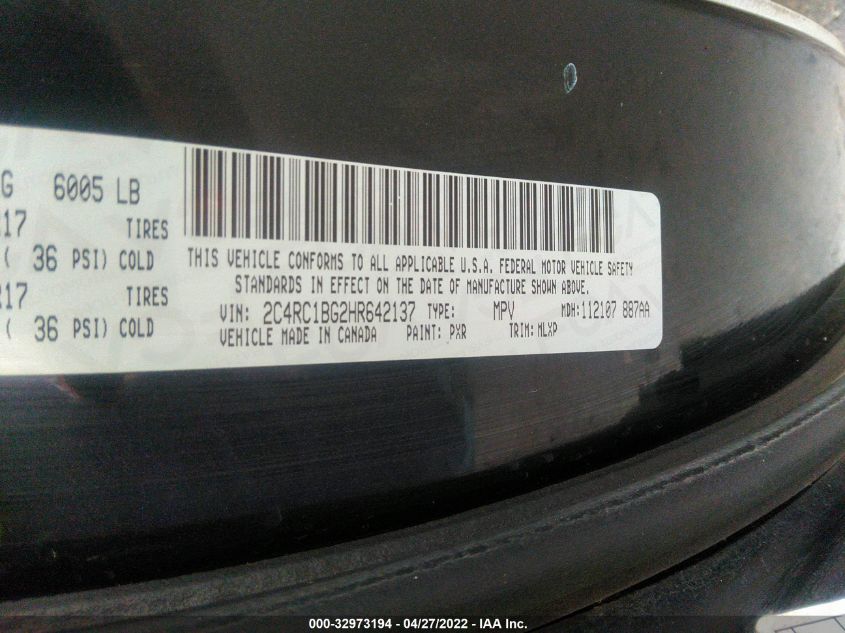 G 6005 LB
17 TIRES
( 36 PSI) COLD
R17 TIRES
( 36 PSI) COLD
THIS VEHICLE CONFORMS TO ALL APPLICABLE U.S.A. FEDERAL MOTOR VEHICLE SAFETY
STANDARDS IN EFFECT ON THE DATE OF MANUFACTURE SHOWN ABOVE.
VIN: 2C4RC1BG2HR642137 TYPE: MPV MDH:112107 887AA
VEHICLE MADE IN CANADA PAINT: PXR TRIM: MLXP
000-32973194 - 04/27/2022 - IAA Inc.